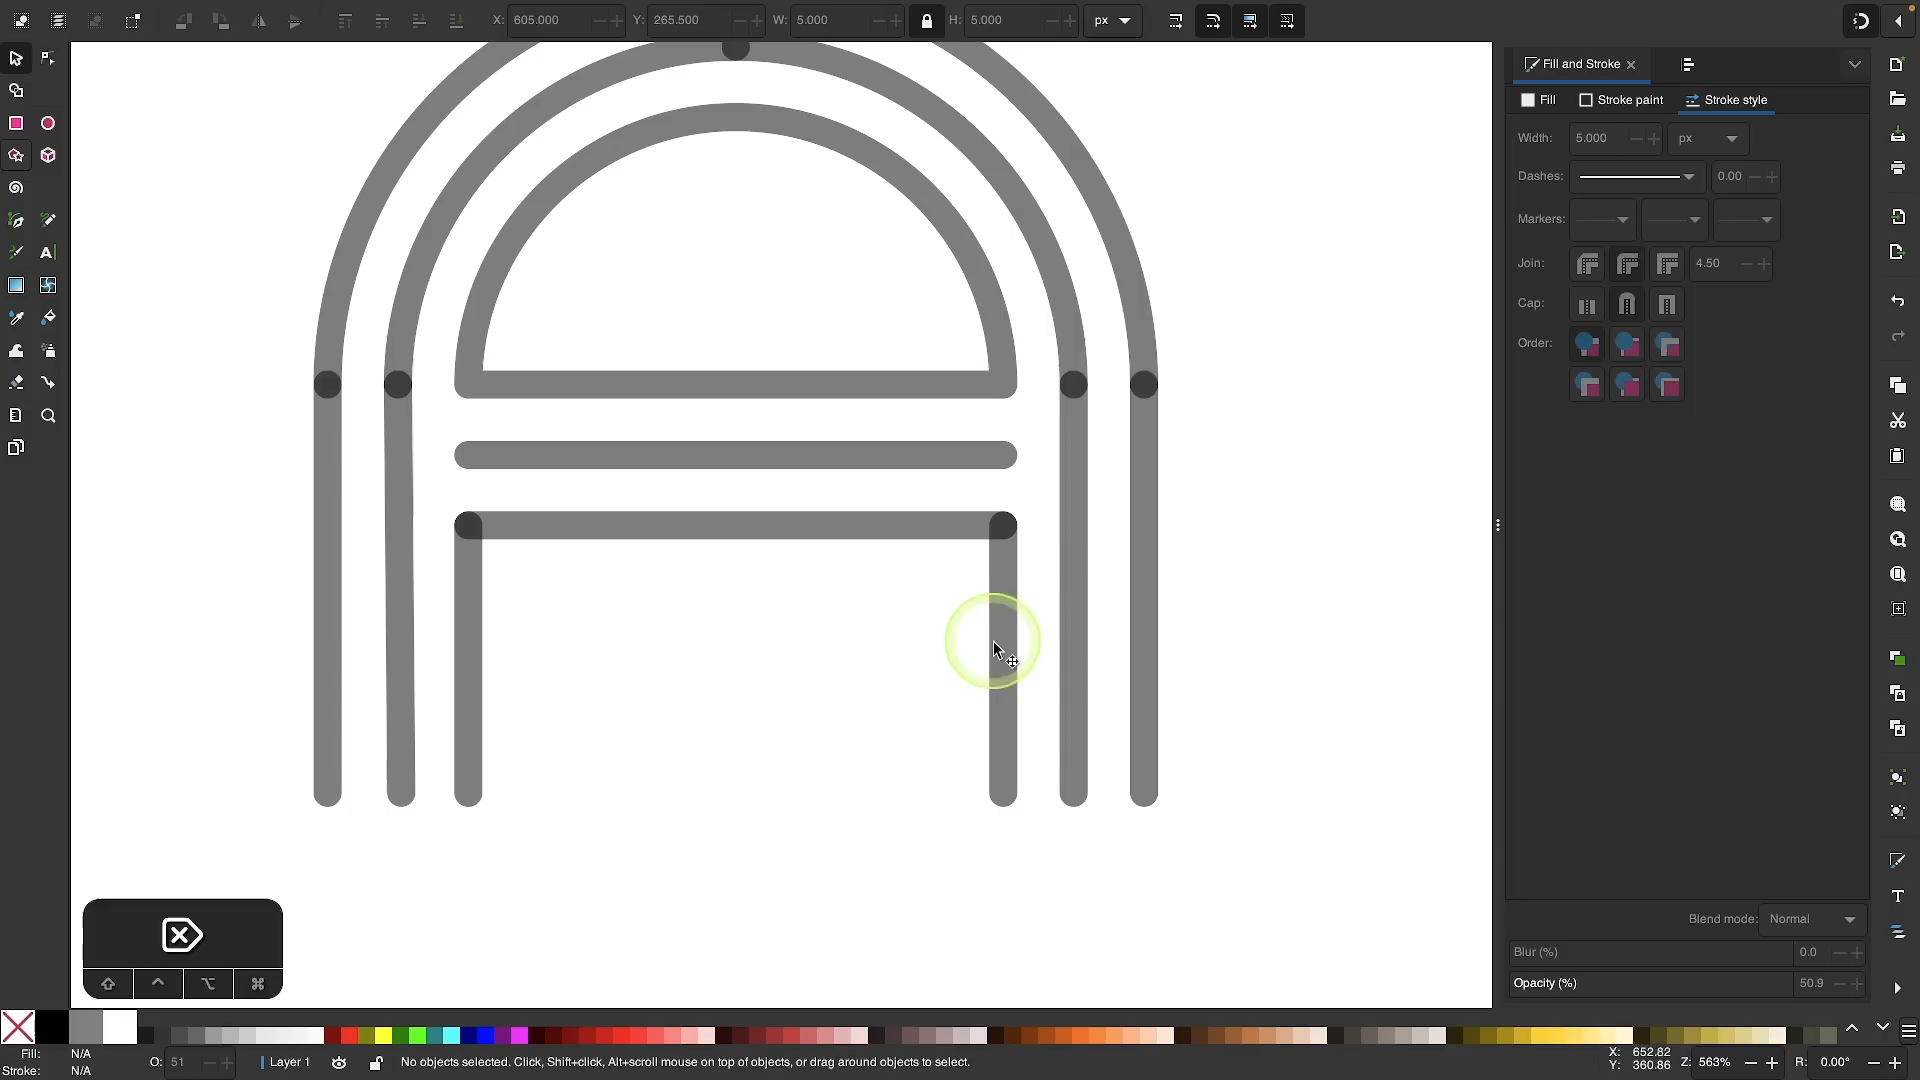 X: 605.000 Y: 265.500 W: 5.000 H: 5.000 px
Fill and Stroke
Fill Stroke paint Stroke style
Width: 5.000 px
Dashes: 0.00
Markers:
Join: 4.50
Cap:
Order:
Blend mode: Normal
Blur (%) 0.0
Opacity (%) 50.9
Fill: N/A
Stroke: N/A
O: 51
Layer 1
No objects selected. Click, Shift+click, Alt+scroll mouse on top of objects, or drag around objects to select.
X: 652.82
Y: 360.86
Z: 563%
R: 0.00°